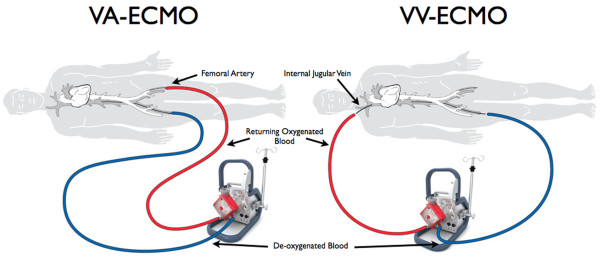 VA-ECMO
VV-ECMO
Femoral Artery
Internal Jugular Vein
Returning Oxygenated
Blood
De-oxygenated Blood